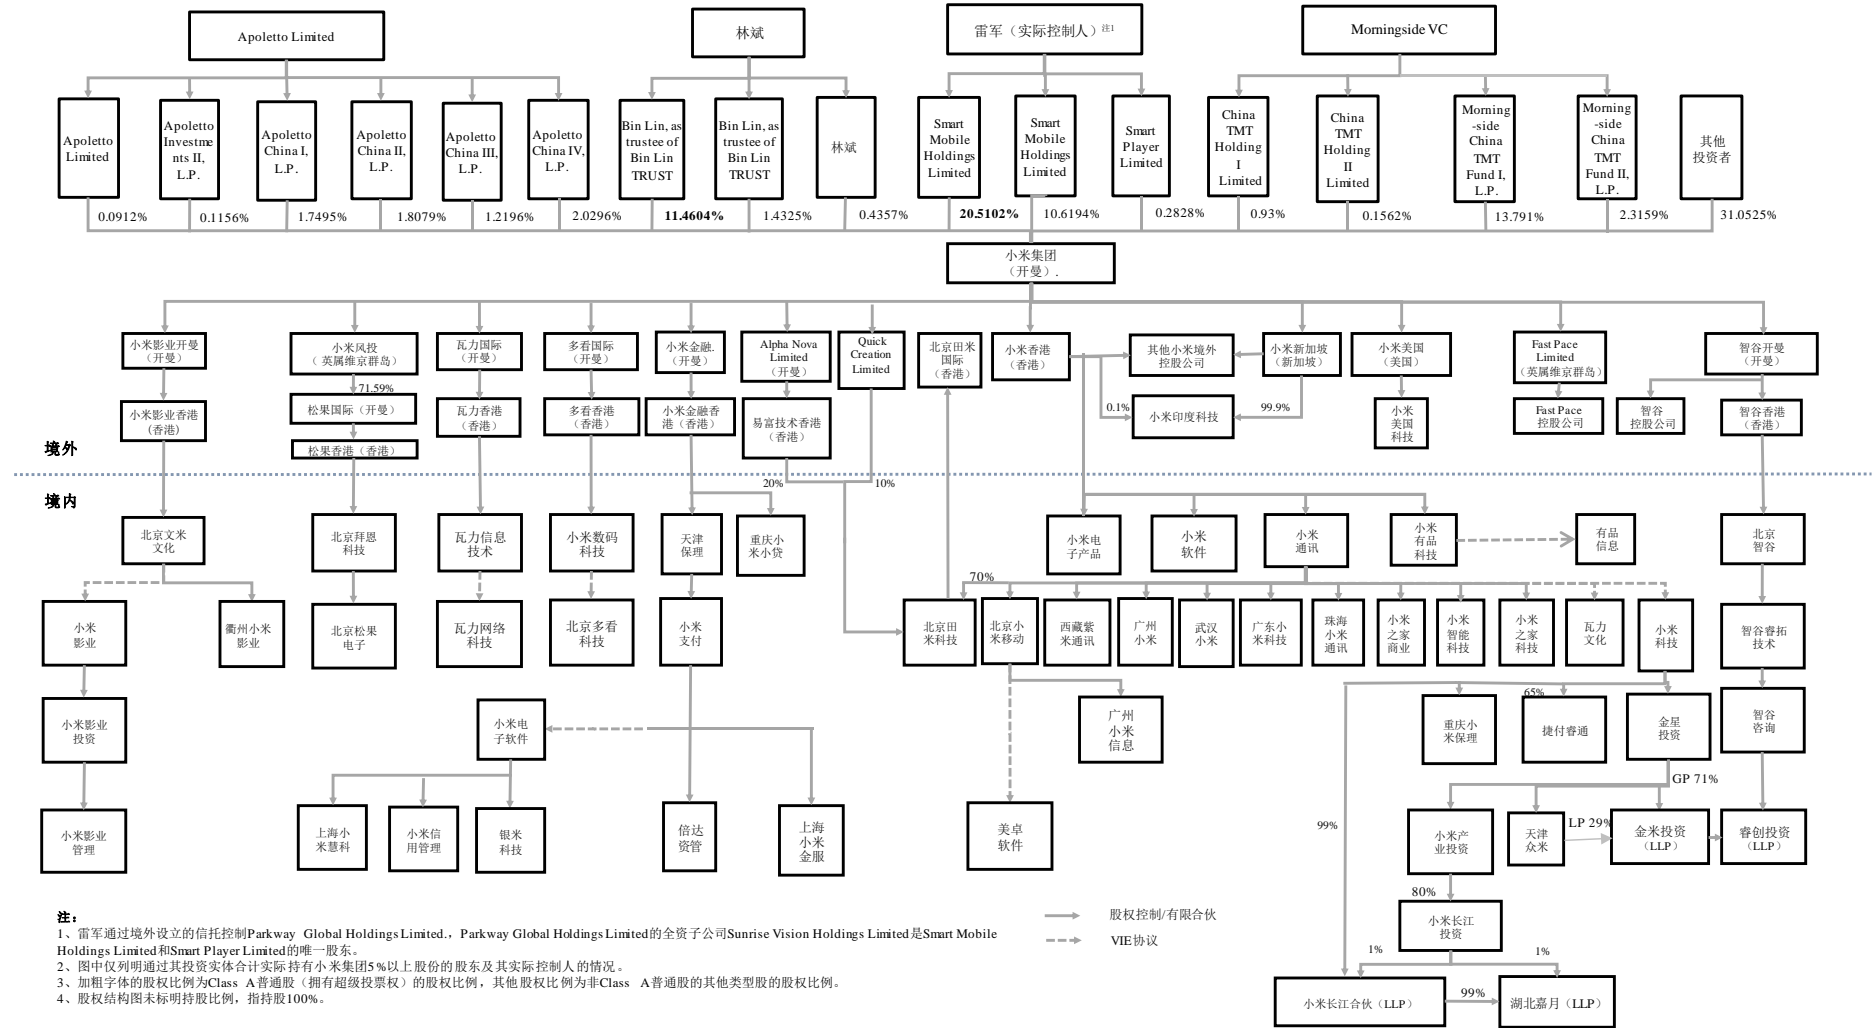 Apoletto Limited
林斌
雷军（实际控制人）注1
Morningside VC
Apoletto
Limited
Apoletto
Investme
nts II,
L.P.
Apoletto
China I,
L.P.
Apoletto
China II,
L.P.
Apoletto
China III,
L.P.
Apoletto
China IV,
L.P.
Bin Lin, as
trustee of
Bin Lin
TRUST
Bin Lin, as
trustee of
Bin Lin
TRUST
林斌
Smart
Mobile
Holdings
Limited
Smart
Mobile
Holdings
Limited
Smart
Player
Limited
China
TMT
Holding
I
Limited
China
TMT
Holding
II
Limited
Morning
-side
China
TMT
Fund I,
L.P.
Morning
-side
China
TMT
Fund II,
L.P.
其他
投资者
0.0912%
0.1156%
1.7495%
1.8079%
1.2196%
2.0296%
11.4604%
1.4325%
0.4357%
20.5102%
10.6194%
0.2828%
0.93%
0.1562%
13.791%
2.3159%
31.0525%
小米集团
（开曼）.
小米影业开曼
（开曼）
小米风投
（英属维京群岛）
瓦力国际
（开曼）
多看国际
（开曼）
小米金融.
（开曼）
Alpha Nova
Limited
（开曼）
Quick
Creation
Limited
北京田米
国际
（香港）
小米香港
（香港）
其他小米境外
控股公司
小米新加坡
（新加坡）
小米美国
（美国）
Fast Pace
Limited
（英属维京群岛）
智谷开曼
（开曼）
71.59%
小米影业香港
（香港）
松果国际（开曼）
松果香港（香港）
瓦力香港
（香港）
多看香港
（香港）
小米金融香
港（香港）
易富技术香港
（香港）
0.1%
小米印度科技
99.9%
小米
美国
科技
Fast Pace
控股公司
智谷
控股公司
智谷香港
（香港）
境外
境内
20%
10%
北京文米
文化
北京拜恩
科技
瓦力信息
技术
小米数码
科技
天津
保理
重庆小
米小贷
小米电
子产品
小米
软件
小米
通讯
小米
有品
科技
有品
信息
北京
智谷
70%
小米
影业
衢州小米
影业
北京松果
电子
瓦力网络
科技
北京多看
科技
小米
支付
北京田
米科技
北京小
米移动
西藏紫
米通讯
广州
小米
武汉
小米
广东小
米科技
珠海
小米
通讯
小米
之家
商业
小米
智能
科技
小米
之家
科技
瓦力
文化
小米
科技
智谷睿拓
技术
小米影业
投资
小米电
子软件
广州
小米
信息
65%
重庆小
米保理
捷付睿通
金星
投资
智谷
咨询
GP 71%
小米影业
管理
上海小
米慧科
小米信
用管理
银米
科技
倍达
资管
上海
小米
金服
美卓
软件
99%
小米产
业投资
天津
众米
LP 29%
金米投资
（LLP）
睿创投资
（LLP）
80%
小米长江
投资
1%
1%
小米长江合伙（LLP）
99%
湖北嘉月（LLP）
股权控制/有限合伙
VIE协议
注：
1、雷军通过境外设立的信托控制Parkway Global Holdings Limited.，Parkway Global Holdings Limited的全资子公司Sunrise Vision Holdings Limited是Smart Mobile
Holdings Limited和Smart Player Limited的唯一股东。
2、图中仅列明通过其投资实体合计实际持有小米集团5%以上股份的股东及其实际控制人的情况。
3、加粗字体的股权比例为Class A普通股（拥有超级投票权）的股权比例，其他股权比例为非Class A普通股的其他类型股的股权比例。
4、股权结构图未标明持股比例，指持股100%。